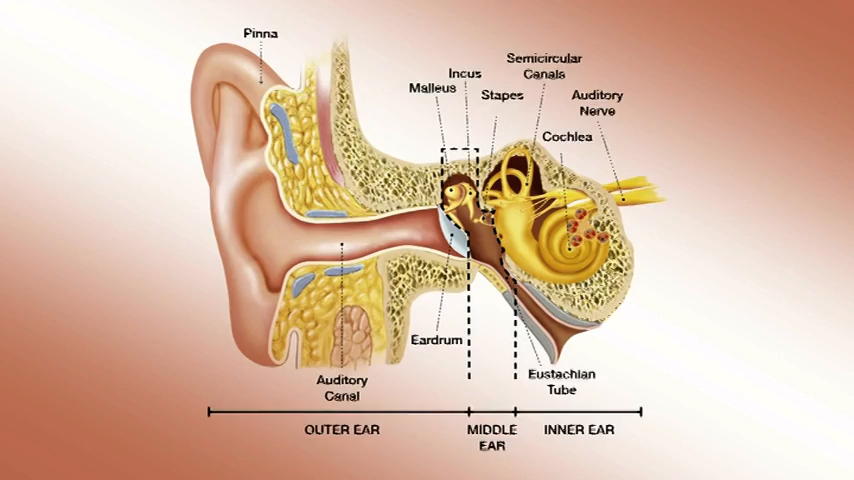 Pinna
Incus
Malleus
Semicircular
Canals
Stapes
Auditory
Nerve
Cochlea
Eardrum
Auditory
Canal
Eustachian
Tube
OUTER EAR
MIDDLE
EAR
INNER EAR